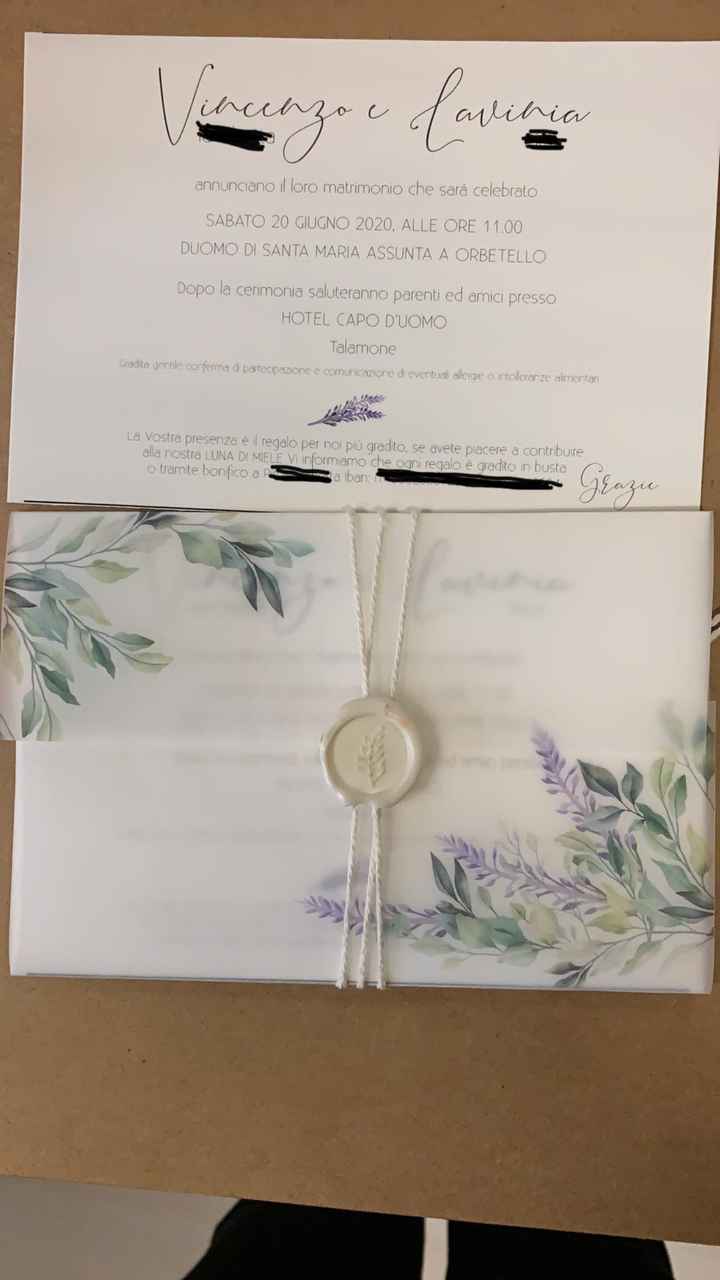 Vincenzo e Lavinia
annunciano il loro matrimonio che sará celebrato
SABATO 20 GIUGNO 2020, ALLE ORE 11.00
DUOMO DI SANTA MARIA ASSUNTA A ORBETELLO
Dopo la cerimonia saluteranno parenti ed amici presso
HOTEL CAPO D'UOMO
Talamone
Gradita gentile conferma di partecipazione e comunicazione di eventuali allergie o intolleranze alimentari
La Vostra presenza è il regalo per noi più gradito, se avete piacere a contribuire
alla nostra LUNA DI MIELE Vi informiamo che ogni regalo è gradito in busta
o tramite bonifico a Iban:
Grazie